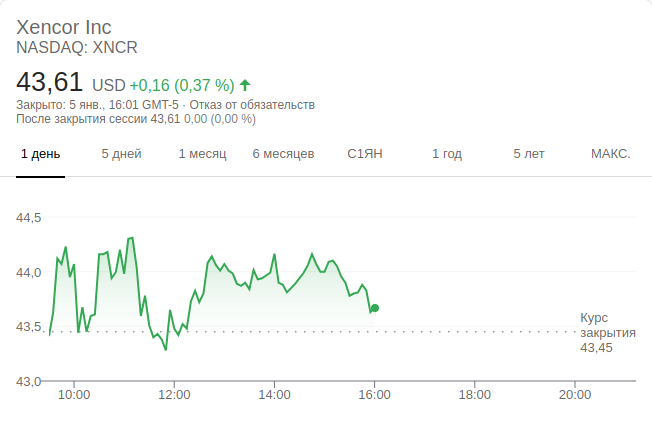 Xencor Inc
NASDAQ: XNCR
43,61 USD +0,16 (0,37 %)
Закрыто: 5 янв., 16:01 GMT-5 · Отказ от обязательств
После закрытия сессии 43,61 0,00 (0,00 %)
1 день 5 дней 1 месяц 6 месяцев С1ЯН 1 год 5 лет МАКС.
44,5
44,0
43,5
Курс
закрытия
43,45
43,0
10:00 12:00 14:00 16:00 18:00 20:00